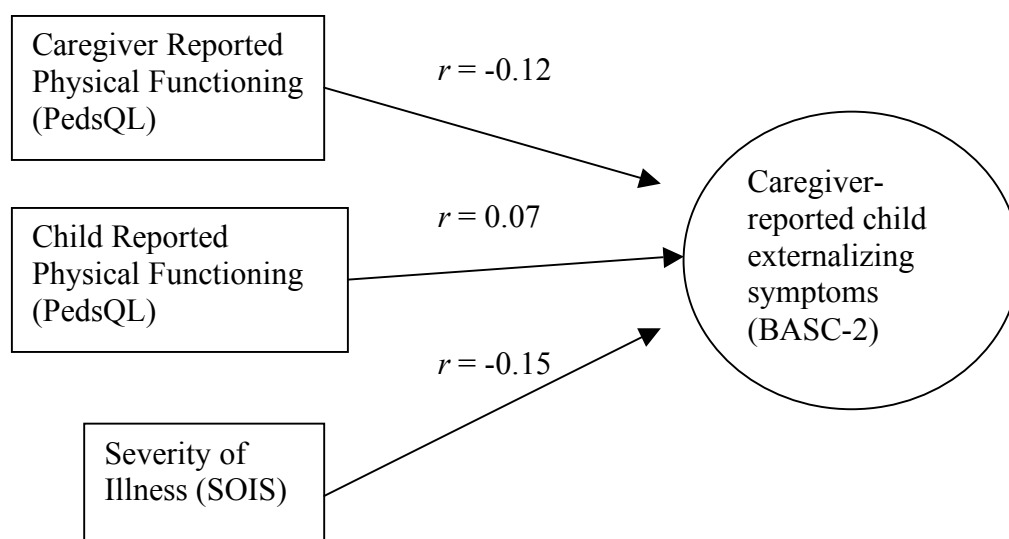 Caregiver Reported
Physical Functioning
(PedsQL)
r = -0.12
Child Reported
Physical Functioning
(PedsQL)
r = 0.07
Severity of
Illness (SOIS)
r = -0.15
Caregiver-
reported child
externalizing
symptoms
(BASC-2)